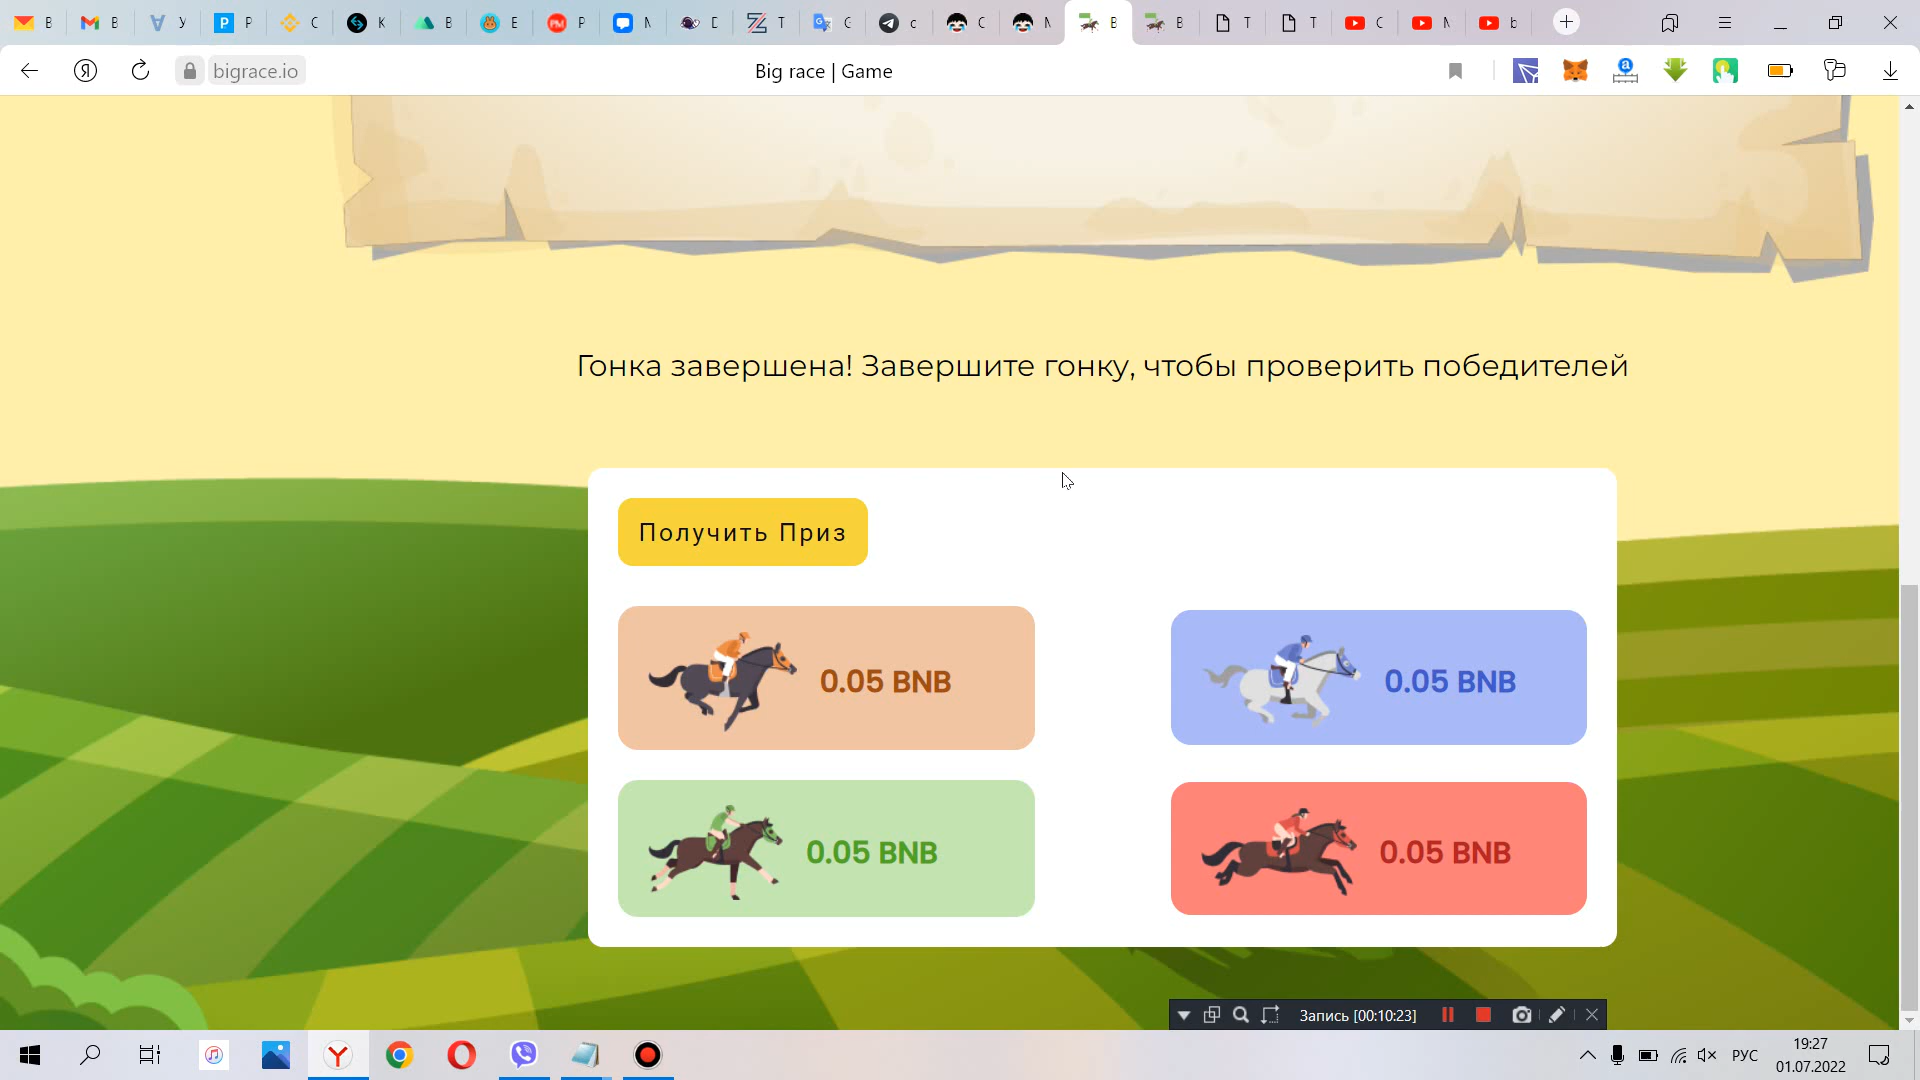 В
В
У
P
C
К
B
E
P
М
D
T
C
с
C
М
B
B
T
T
C
М
b
bigrace.io
Big race | Game
Гонка завершена! Завершите гонку, чтобы проверить победителей
Получить Приз
0.05 BNB
0.05 BNB
0.05 BNB
0.05 BNB
Запись [00:10:23]
РУС
19:27
01.07.2022